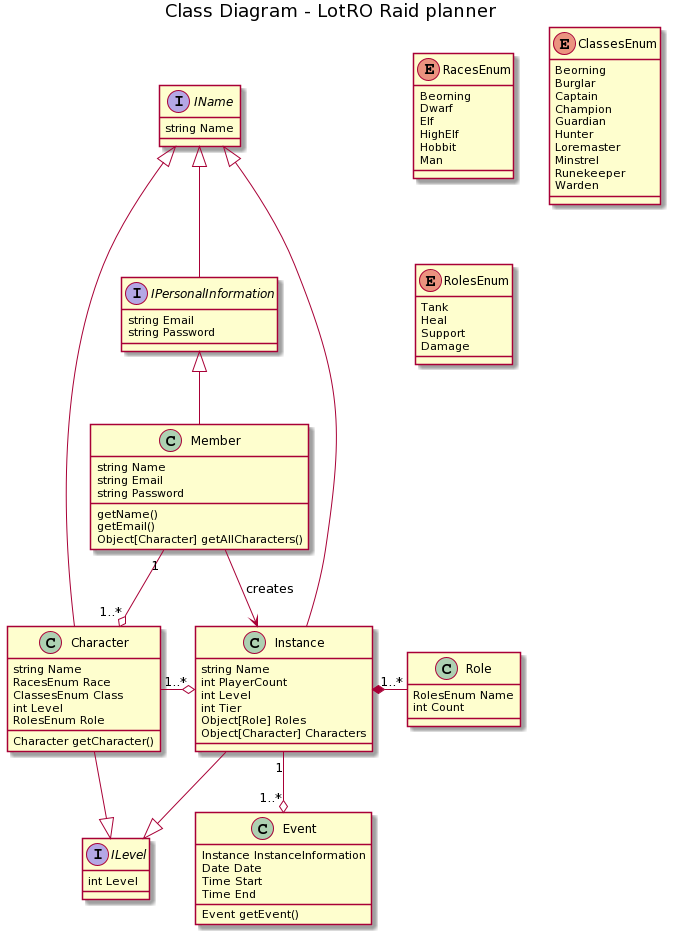 Class Diagram - LotRO Raid planner
I IName
string Name
E RacesEnum
Beorning
Dwarf
Elf
HighElf
Hobbit
Man
E ClassesEnum
Beorning
Burglar
Captain
Champion
Guardian
Hunter
Loremaster
Minstrel
Runekeeper
Warden
I IPersonalInformation
string Email
string Password
E RolesEnum
Tank
Heal
Support
Damage
C Member
string Name
string Email
string Password
getName()
getEmail()
Object[Character] getAllCharacters()
1
creates
1..*
C Character
string Name
RacesEnum Race
ClassesEnum Class
int Level
RolesEnum Role
Character getCharacter()
1..*
C Instance
string Name
int PlayerCount
int Level
int Tier
Object[Role] Roles
Object[Character] Characters
1..*
C Role
RolesEnum Name
int Count
1
1..*
I ILevel
int Level
C Event
Instance InstanceInformation
Date Date
Time Start
Time End
Event getEvent()